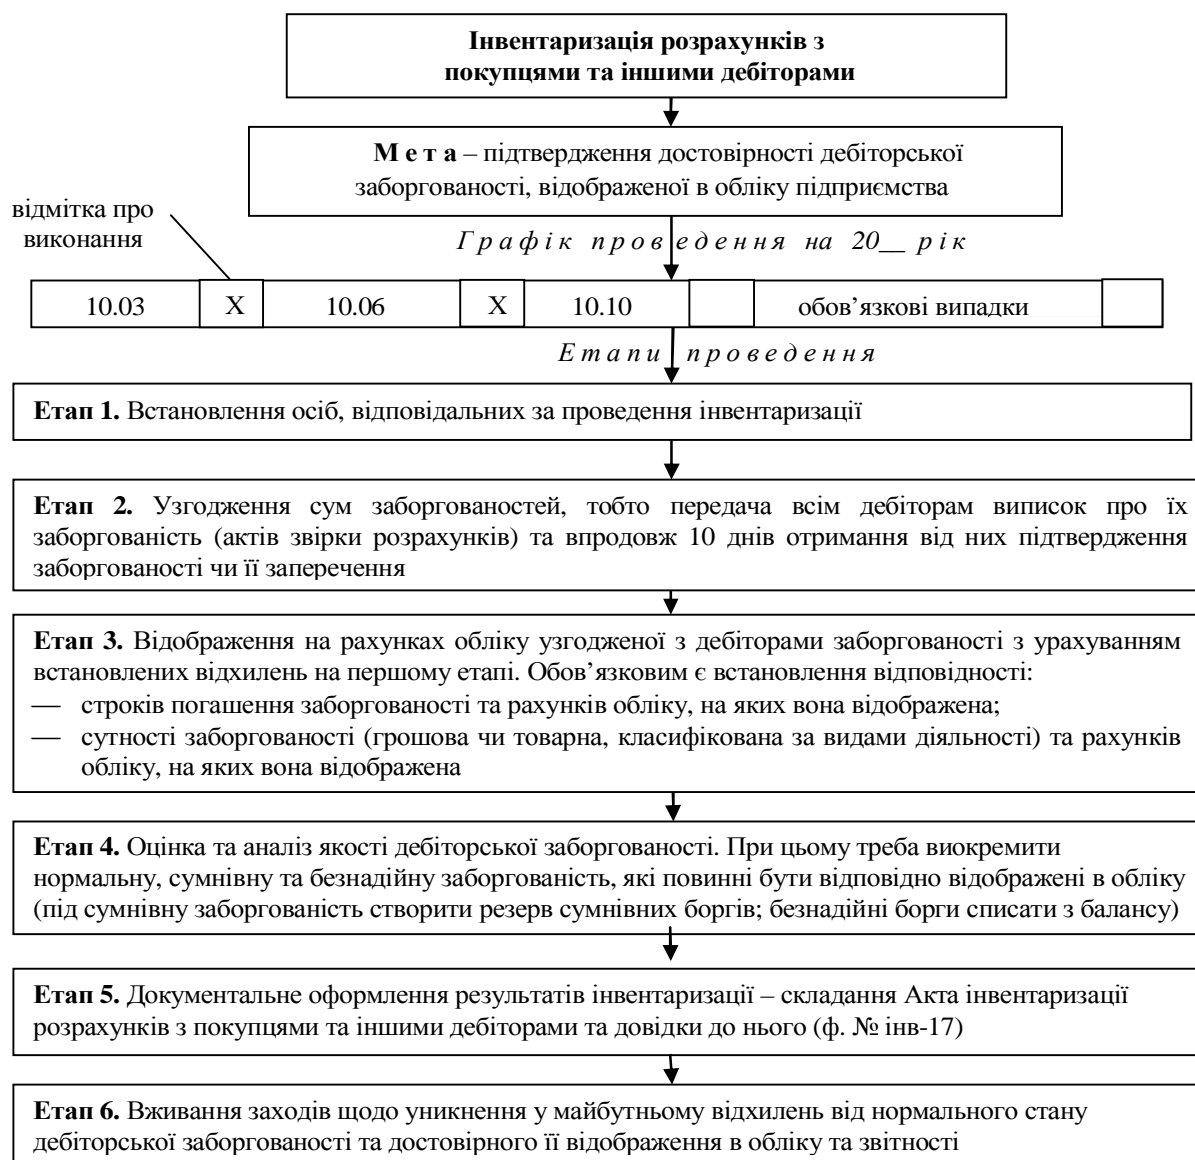 Інвентаризація розрахунків з
покупцями та іншими дебіторами
М е т а – підтвердження достовірності дебіторської
заборгованості, відображеної в обліку підприємства
відмітка про
виконання
Графік проведення на 20__ рік
10.03 X 10.06 X 10.10 обов’язкові випадки
Етапи проведення
Етап 1. Встановлення осіб, відповідальних за проведення інвентаризації
Етап 2. Узгодження сум заборгованостей, тобто передача всім дебіторам виписок про їх
заборгованість (актів звірки розрахунків) та впродовж 10 днів отримання від них підтвердження
заборгованості чи її заперечення
Етап 3. Відображення на рахунках обліку узгодженої з дебіторами заборгованості з урахуванням
встановлених відхилень на першому етапі. Обов’язковим є встановлення відповідності:
— строків погашення заборгованості та рахунків обліку, на яких вона відображена;
— сутності заборгованості (грошова чи товарна, класифікована за видами діяльності) та рахунків
обліку, на яких вона відображена
Етап 4. Оцінка та аналіз якості дебіторської заборгованості. При цьому треба виокремити
нормальну, сумнівну та безнадійну заборгованість, які повинні бути відповідно відображені в обліку
(під сумнівну заборгованість створити резерв сумнівних боргів; безнадійні борги списати з балансу)
Етап 5. Документальне оформлення результатів інвентаризації – складання Акта інвентаризації
розрахунків з покупцями та іншими дебіторами та довідки до нього (ф. № інв-17)
Етап 6. Вживання заходів щодо уникнення у майбутньому відхилень від нормального стану
дебіторської заборгованості та достовірного її відображення в обліку та звітності